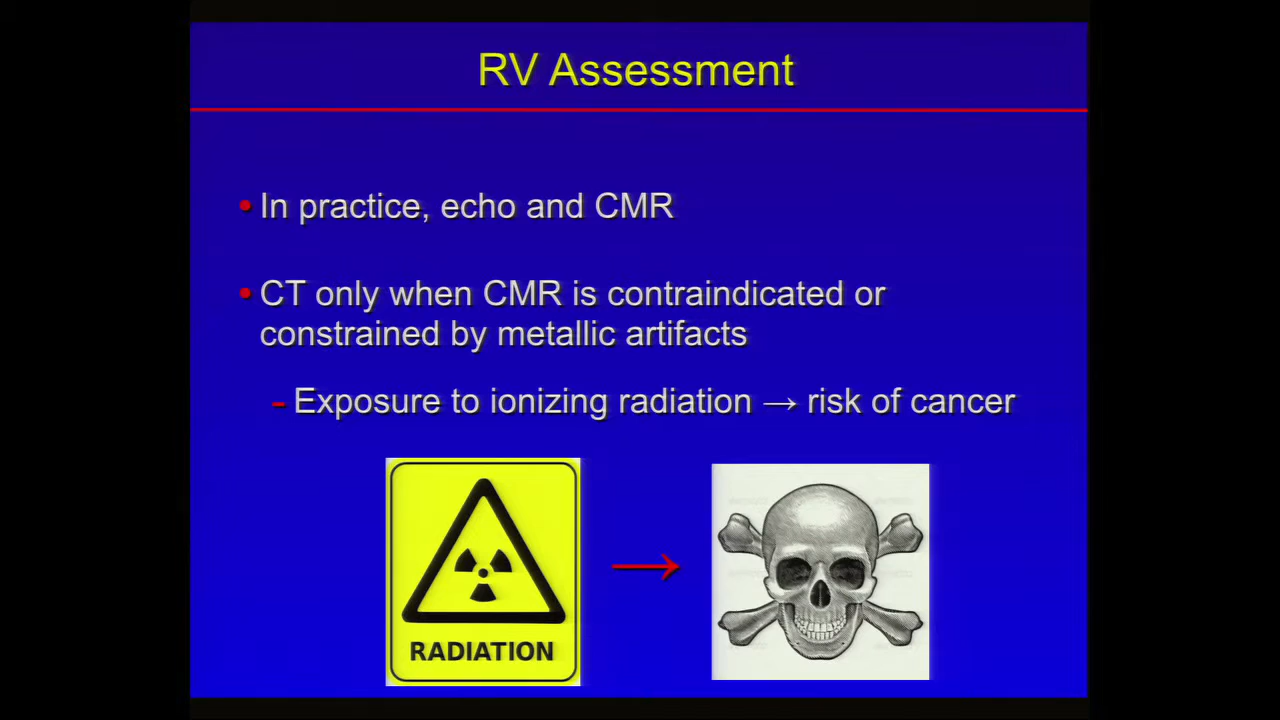 RV Assessment
• In practice, echo and CMR
• CT only when CMR is contraindicated or
constrained by metallic artifacts
- Exposure to ionizing radiation → risk of cancer
RADIATION